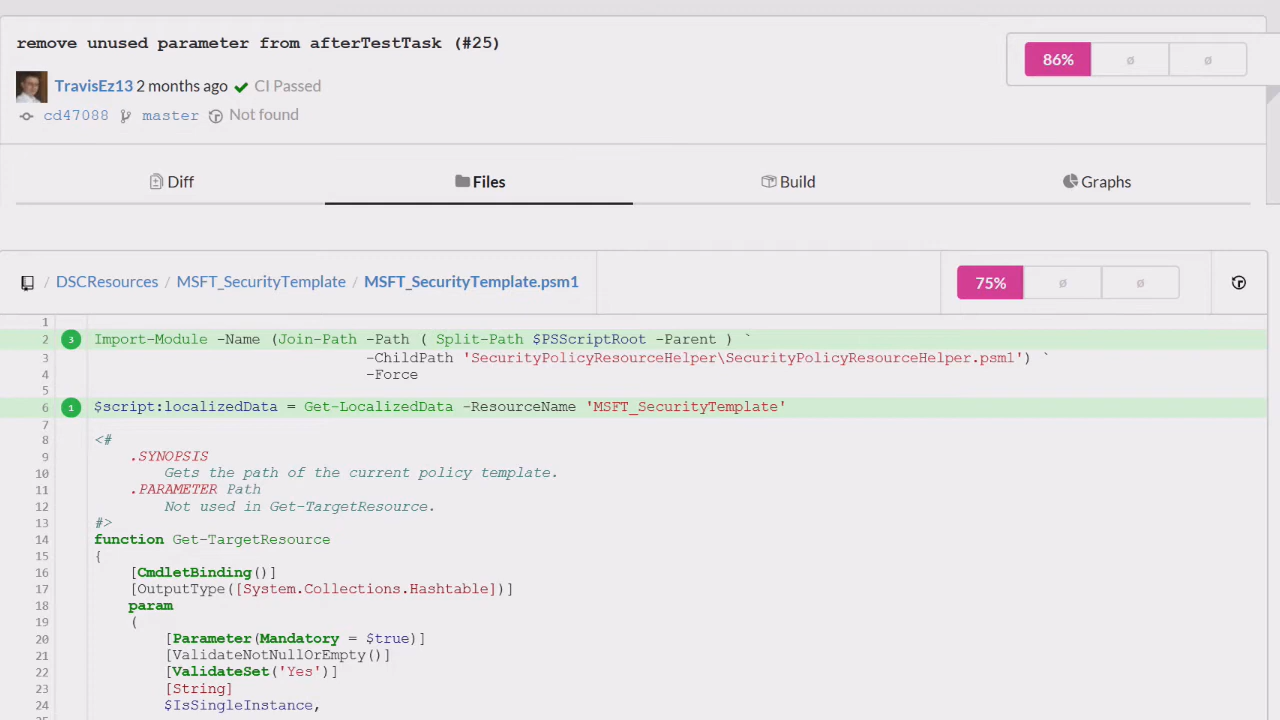 remove unused parameter from afterTestTask (#25)
86% ø ø
TravisEz13 2 months ago CI Passed
cd47088 master Not found
Diff Files Build Graphs
DSCResources / MSFT_SecurityTemplate / MSFT_SecurityTemplate.psm1 75% ø ø
1
2 3 Import-Module -Name (Join-Path -Path ( Split-Path $PSScriptRoot -Parent ) `
3 -ChildPath 'SecurityPolicyResourceHelper\SecurityPolicyResourceHelper.psm1') `
4 -Force
5
6 1 $script:localizedData = Get-LocalizedData -ResourceName 'MSFT_SecurityTemplate'
7
8 <#
9 .SYNOPSIS
10 Gets the path of the current policy template.
11 .PARAMETER Path
12 Not used in Get-TargetResource.
13 #>
14 function Get-TargetResource
15 {
16 [CmdletBinding()]
17 [OutputType([System.Collections.Hashtable])]
18 param
19 (
20 [Parameter(Mandatory = $true)]
21 [ValidateNotNullOrEmpty()]
22 [ValidateSet('Yes')]
23 [String]
24 $IsSingleInstance,